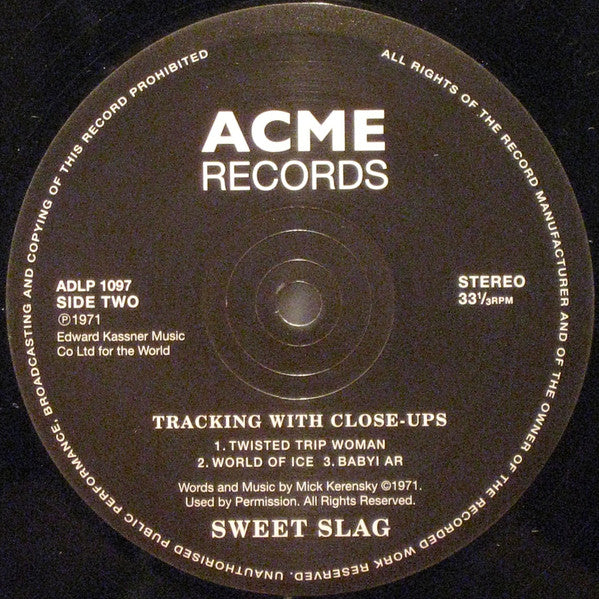 ALL RIGHTS OF THE RECORD MANUFACTURER AND OF THE OWNER OF THE RECORDED WORK RESERVED. UNAUTHORISED PUBLIC PERFORMANCE, BROADCASTING AND COPYING OF THIS RECORD PROHIBITED
ACME
RECORDS
ADLP 1097
SIDE TWO
℗1971
Edward Kassner Music
Co Ltd for the World
STEREO
33⅓RPM
TRACKING WITH CLOSE-UPS
1. TWISTED TRIP WOMAN
2. WORLD OF ICE 3. BABYI AR
Words and Music by Mick Kerensky ©1971.
Used by Permission. All Rights Reserved.
SWEET SLAG